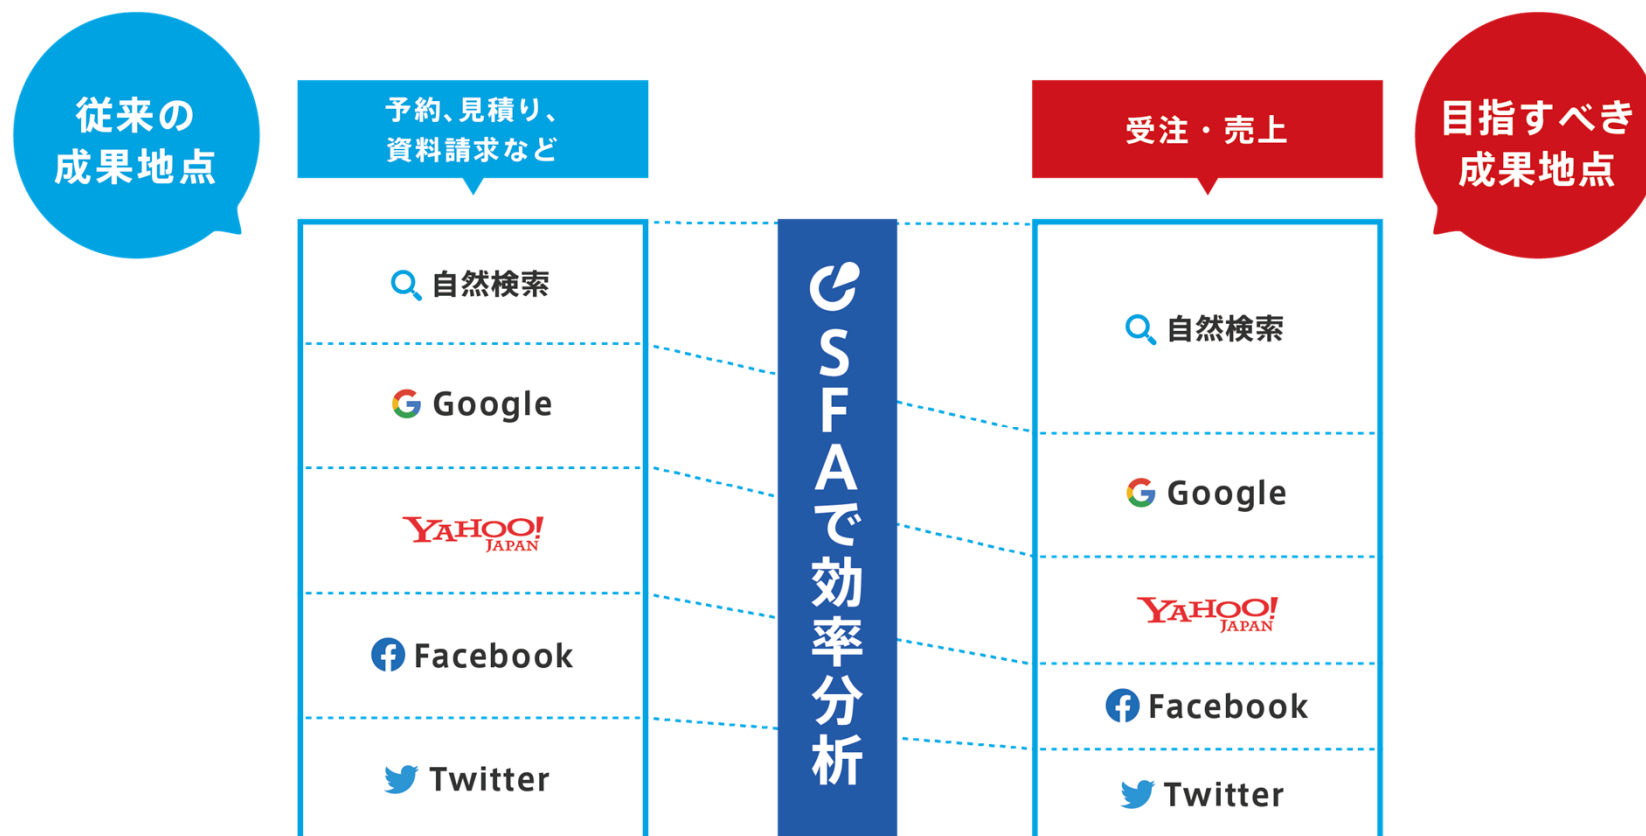 従来の
成果地点
予約、見積り、
資料請求など
自然検索
Google
YAHOO!
JAPAN
Facebook
Twitter
SFAで効率分析
受注・売上
自然検索
Google
YAHOO!
JAPAN
Facebook
Twitter
目指すべき
成果地点